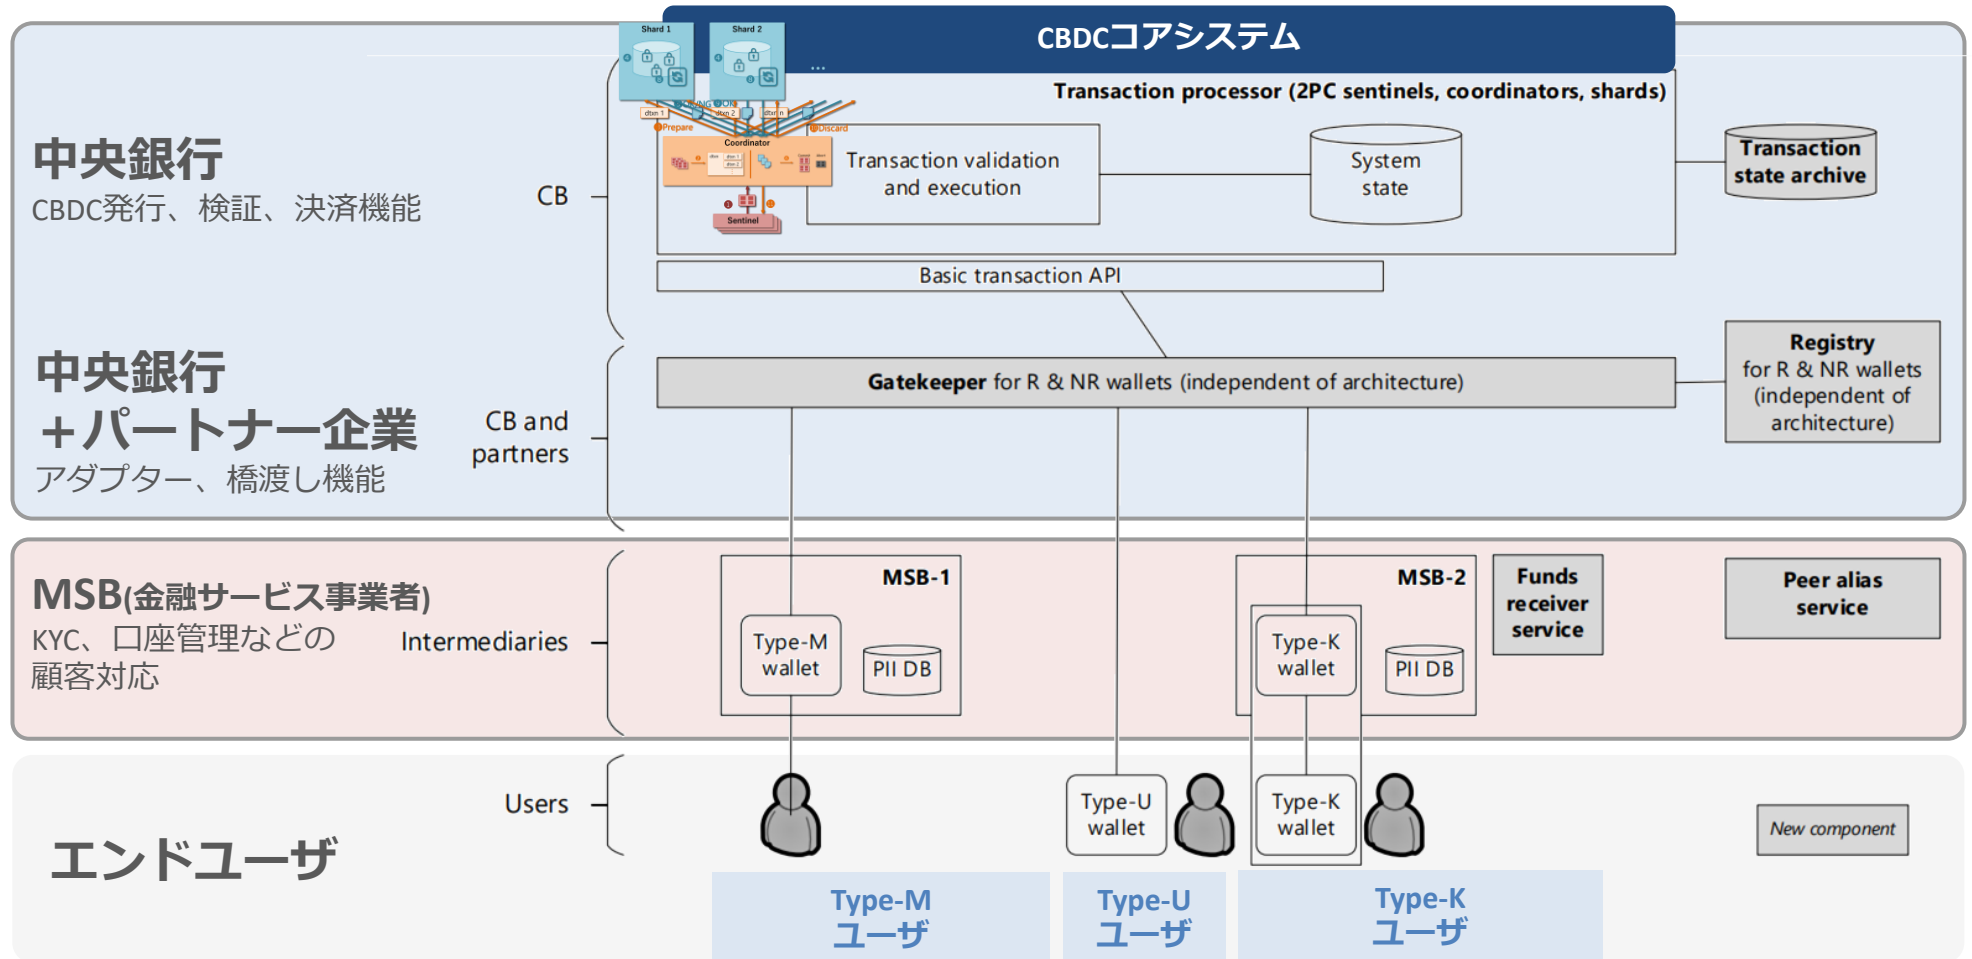 CBDCコアシステム
Shard 1
Shard 2
...
Transaction processor (2PC sentinels, coordinators, shards)
dtxn 1
dtxn 2
dtxn n
Prepare
Discard
Coordinator
Sentinel
Transaction validation
and execution
System
state
Transaction
state archive
中央銀行
CBDC発行、検証、決済機能
CB
Basic transaction API
中央銀行
＋パートナー企業
アダプター、橋渡し機能
CB and
partners
Gatekeeper for R & NR wallets (independent of architecture)
Registry
for R & NR wallets
(independent of
architecture)
MSB(金融サービス事業者)
KYC、口座管理などの
顧客対応
Intermediaries
MSB-1
Type-M
wallet
PII DB
MSB-2
Type-K
wallet
PII DB
Funds
receiver
service
Peer alias
service
エンドユーザ
Users
Type-U
wallet
Type-K
wallet
New component
Type-M
ユーザ
Type-U
ユーザ
Type-K
ユーザ